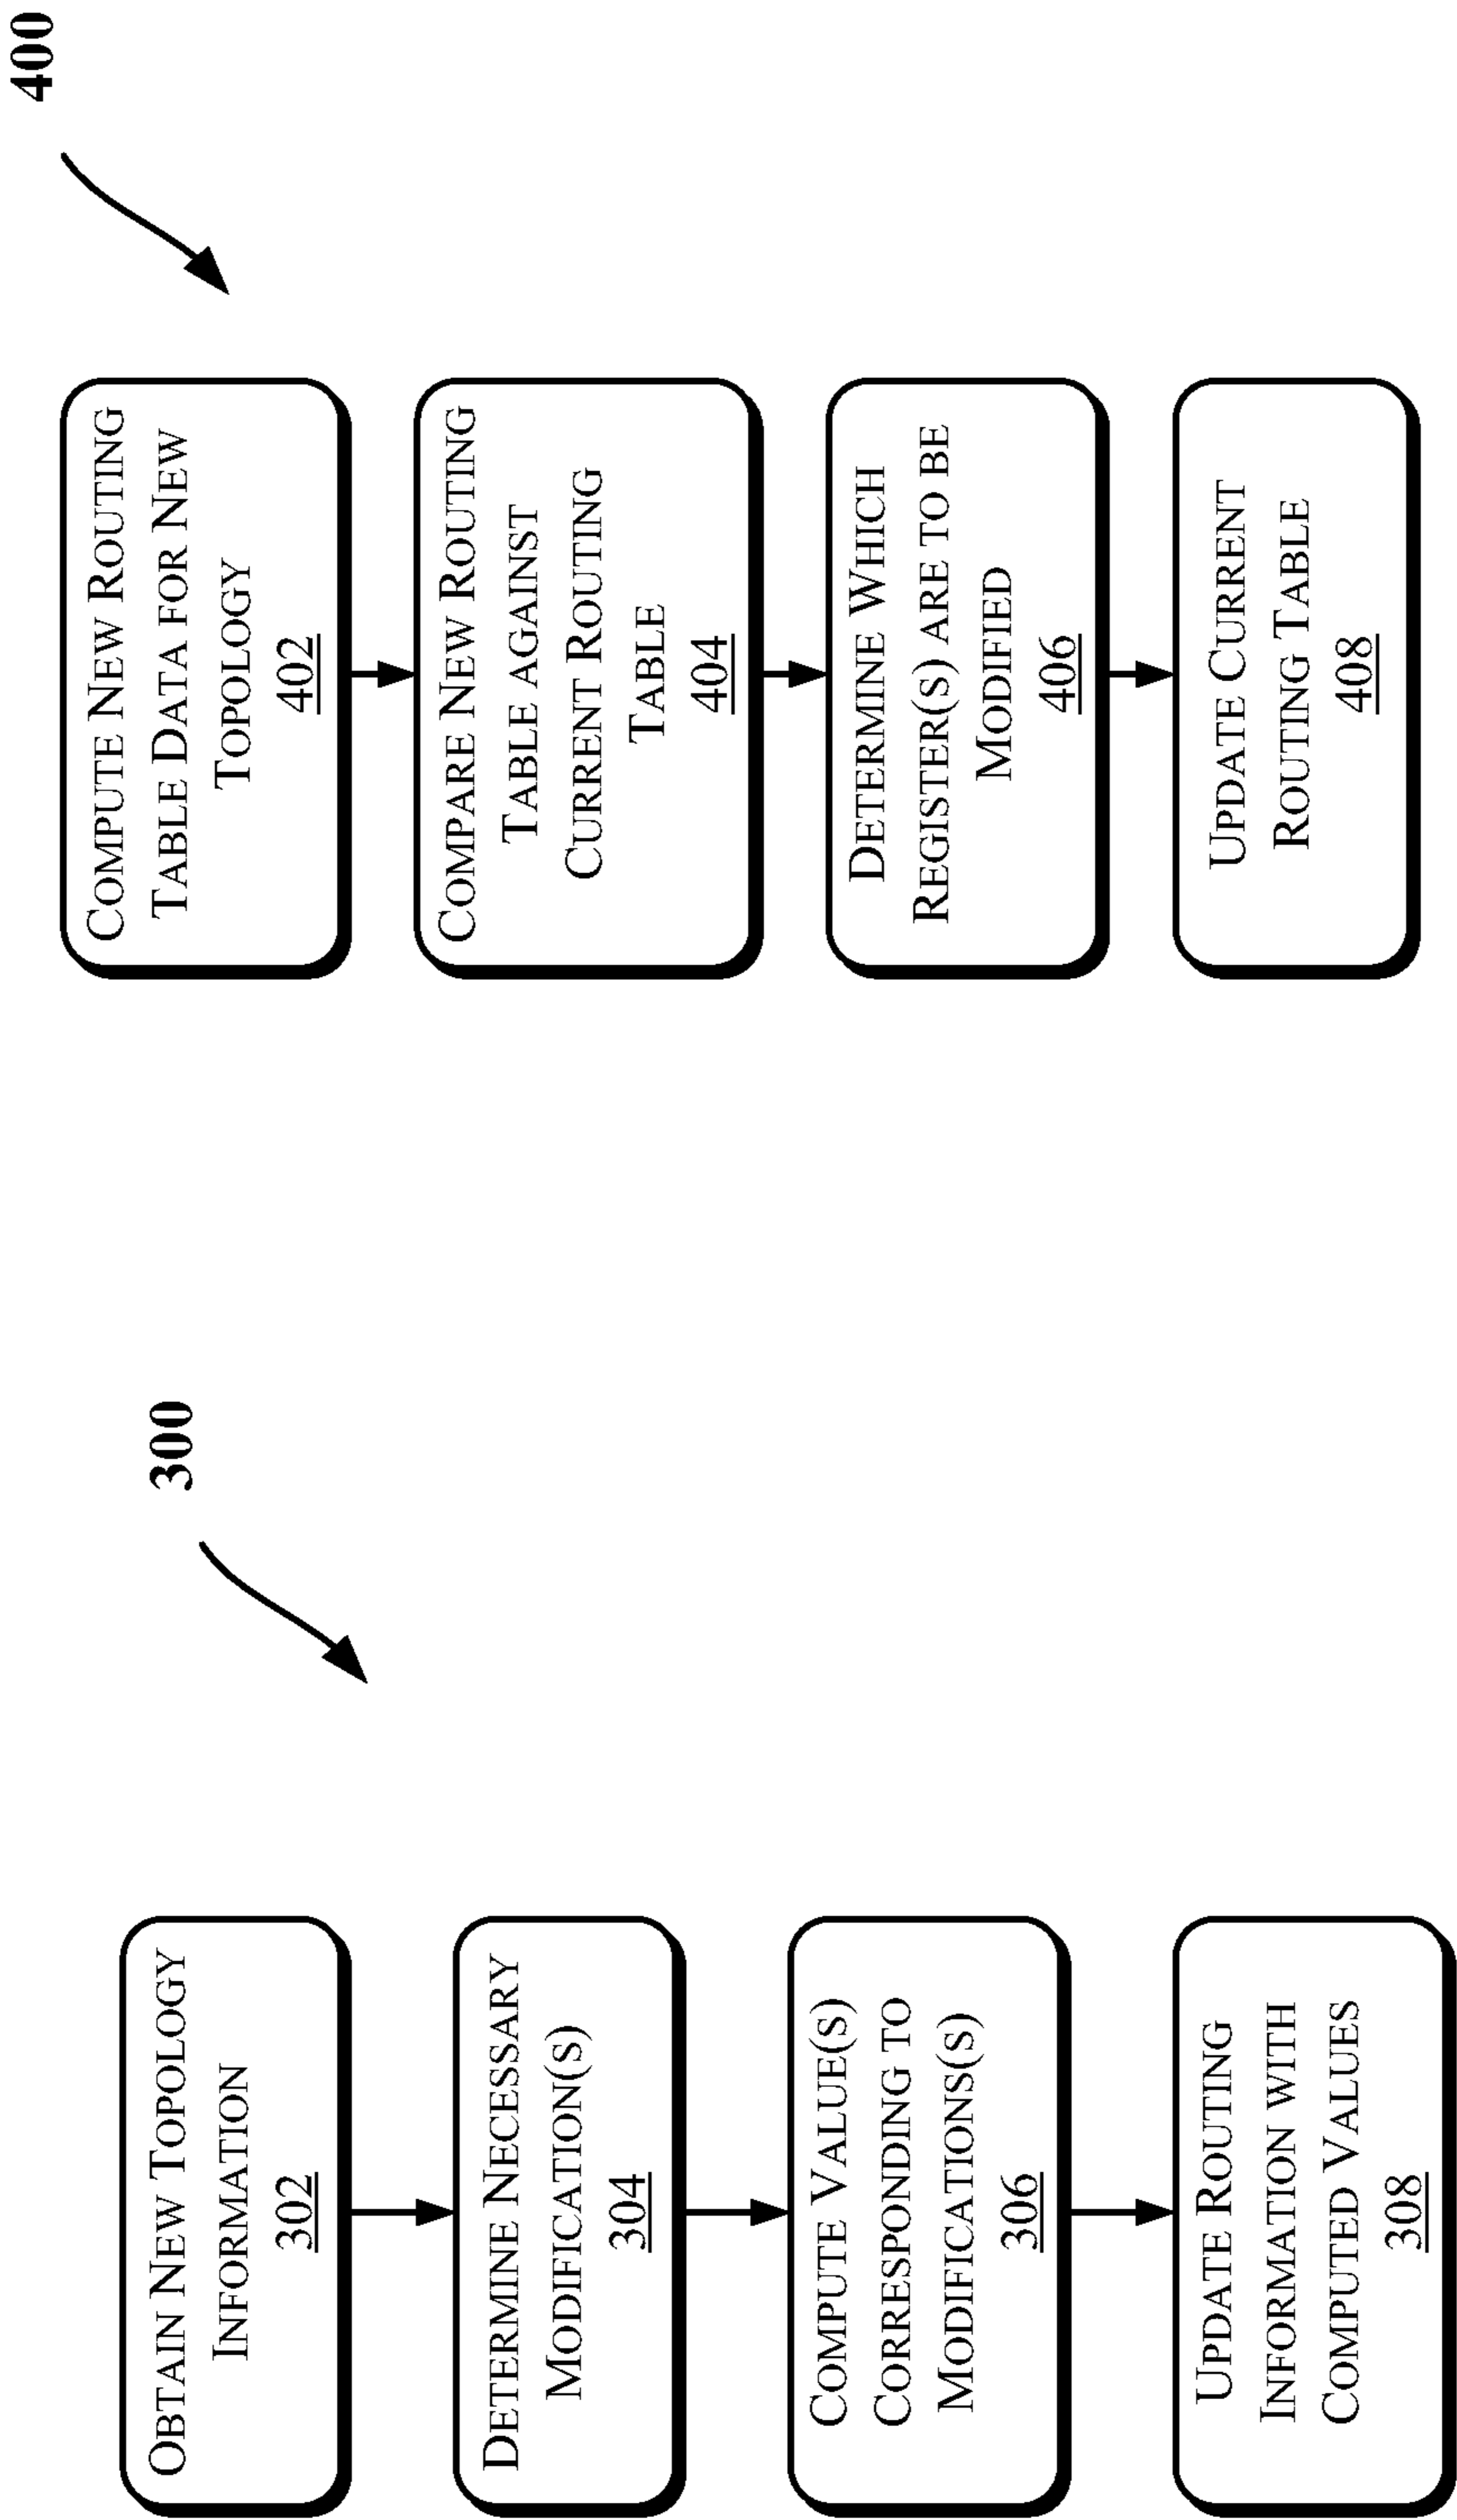 300
Obtain New Topology
Information
302
Determine Necessary
Modification(s)
304
Compute Value(s)
Corresponding to
Modifications(s)
306
Update Routing
Information with
Computed Values
308
400
Compute New Routing
Table Data for New
Topology
402
Compare New Routing
Table against
Current Routing
Table
404
Determine Which
Register(s) are to be
Modified
406
Update Current
Routing Table
408